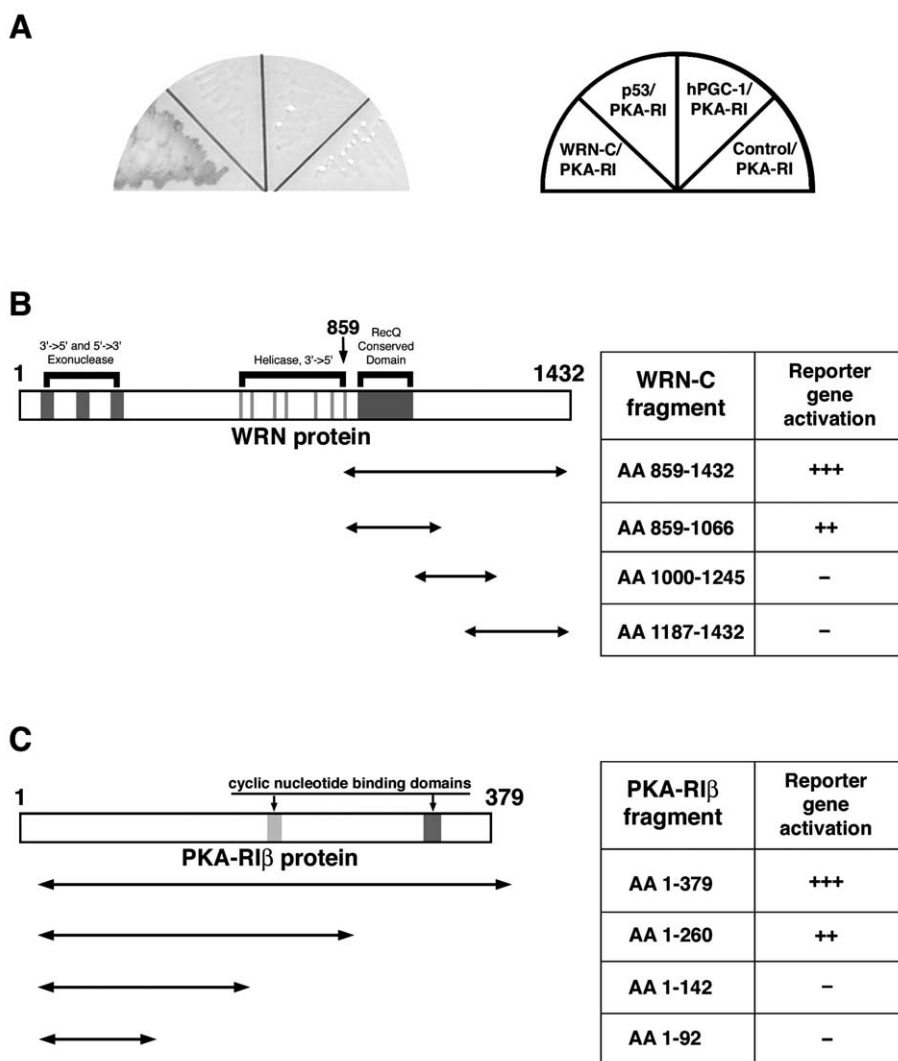 A
p53/
PKA-RI
hPGC-1/
PKA-RI
WRN-C/
PKA-RI
Control/
PKA-RI
B
3'->5' and 5'->3'
Exonuclease
Helicase, 3'->5'
859
RecQ
Conserved
Domain
1
1432
WRN protein
WRN-C
fragment
Reporter
gene
activation
AA 859-1432
+++
AA 859-1066
++
AA 1000-1245
–
AA 1187-1432
–
C
cyclic nucleotide binding domains
1
379
PKA-RIβ protein
PKA-RIβ
fragment
Reporter
gene
activation
AA 1-379
+++
AA 1-260
++
AA 1-142
–
AA 1-92
–